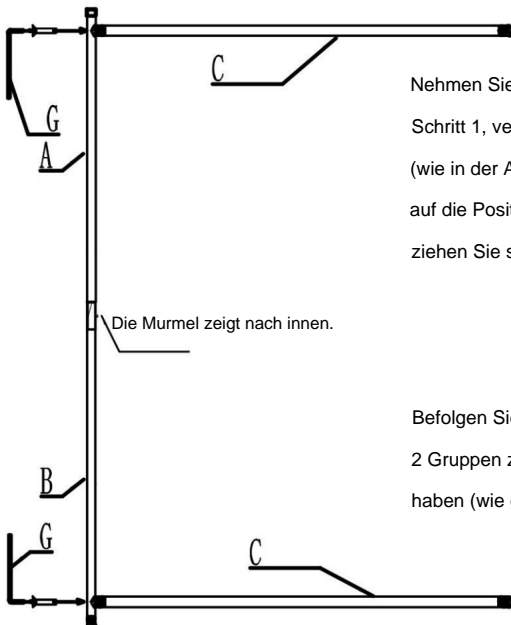 C
Nehmen Sie
G
Schritt 1, ve
A
(wie in der A
auf die Posit
ziehen Sie s
Die Murmel zeigt nach innen.
Befolgen Sie
2 Gruppen z
B
haben (wie
G
C